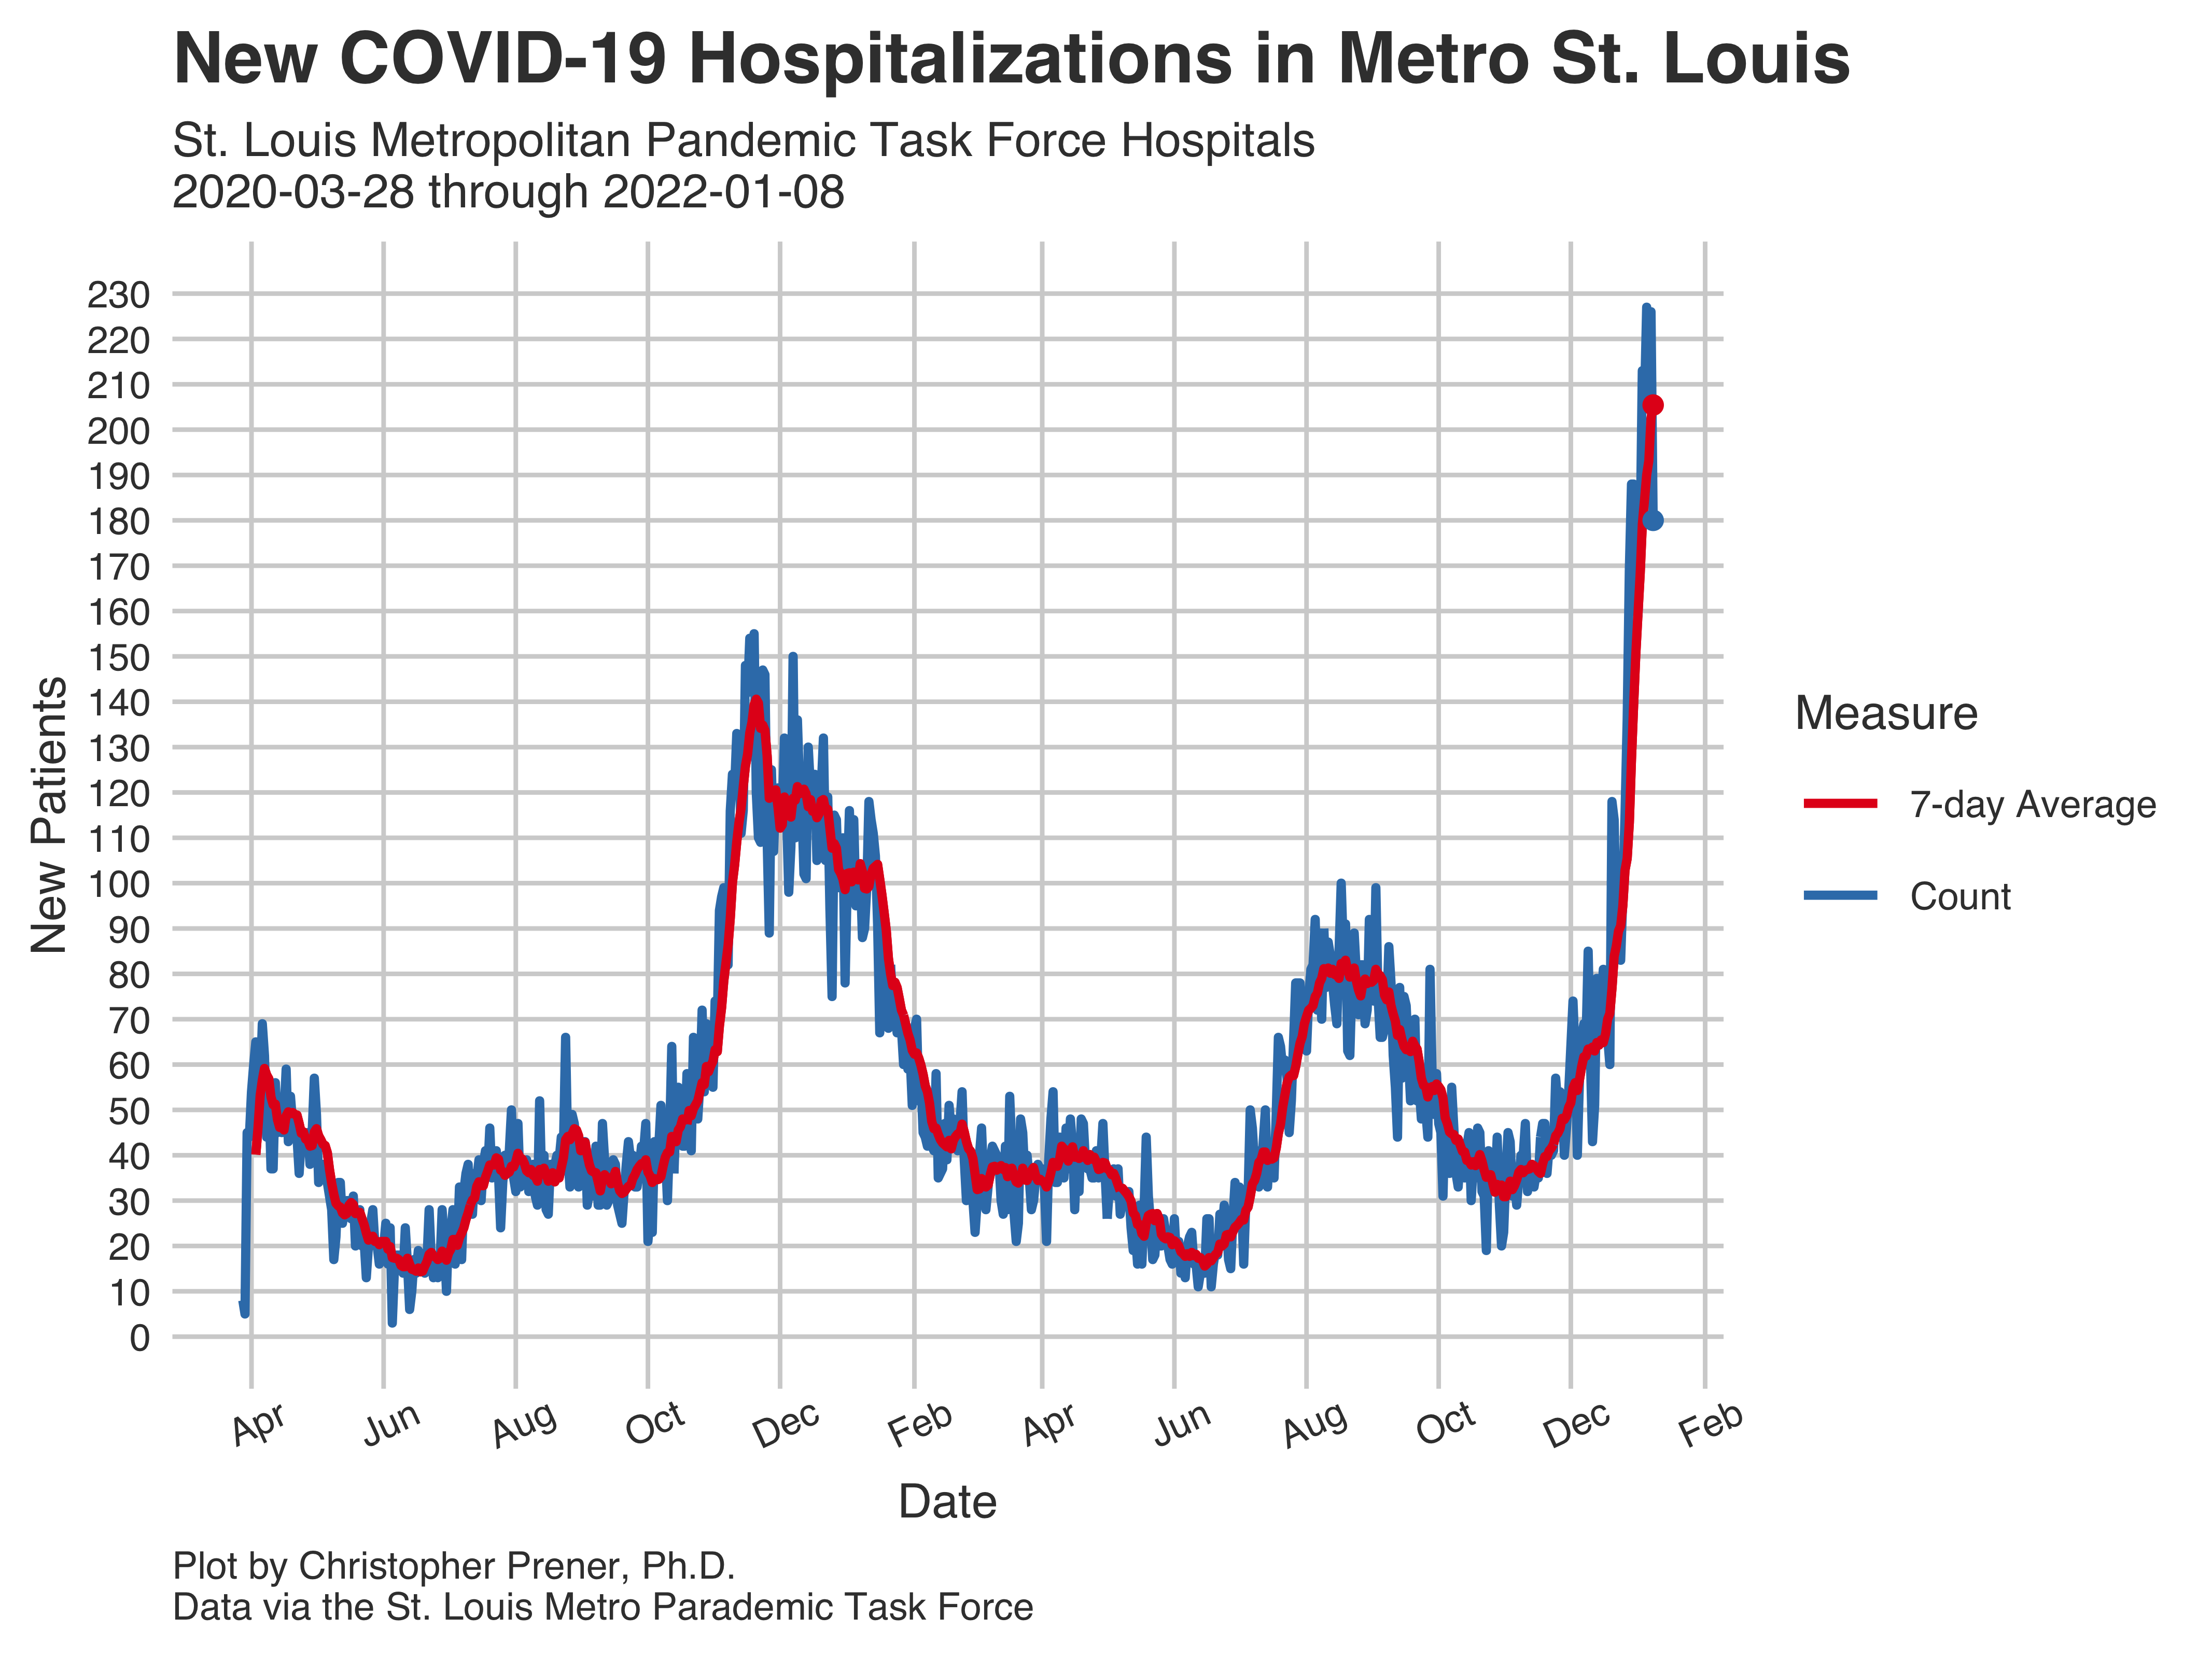 New COVID-19 Hospitalizations in Metro St. Louis
St. Louis Metropolitan Pandemic Task Force Hospitals
2020-03-28 through 2022-01-08
230
220
210
200
190
180
170
160
150
140
130
120
110
100
90
80
70
60
50
40
30
20
10
0
New Patients
Apr
Jun
Aug
Oct
Dec
Feb
Apr
Jun
Aug
Oct
Dec
Feb
Date
Measure
7-day Average
Count
Plot by Christopher Prener, Ph.D.
Data via the St. Louis Metro Parademic Task Force